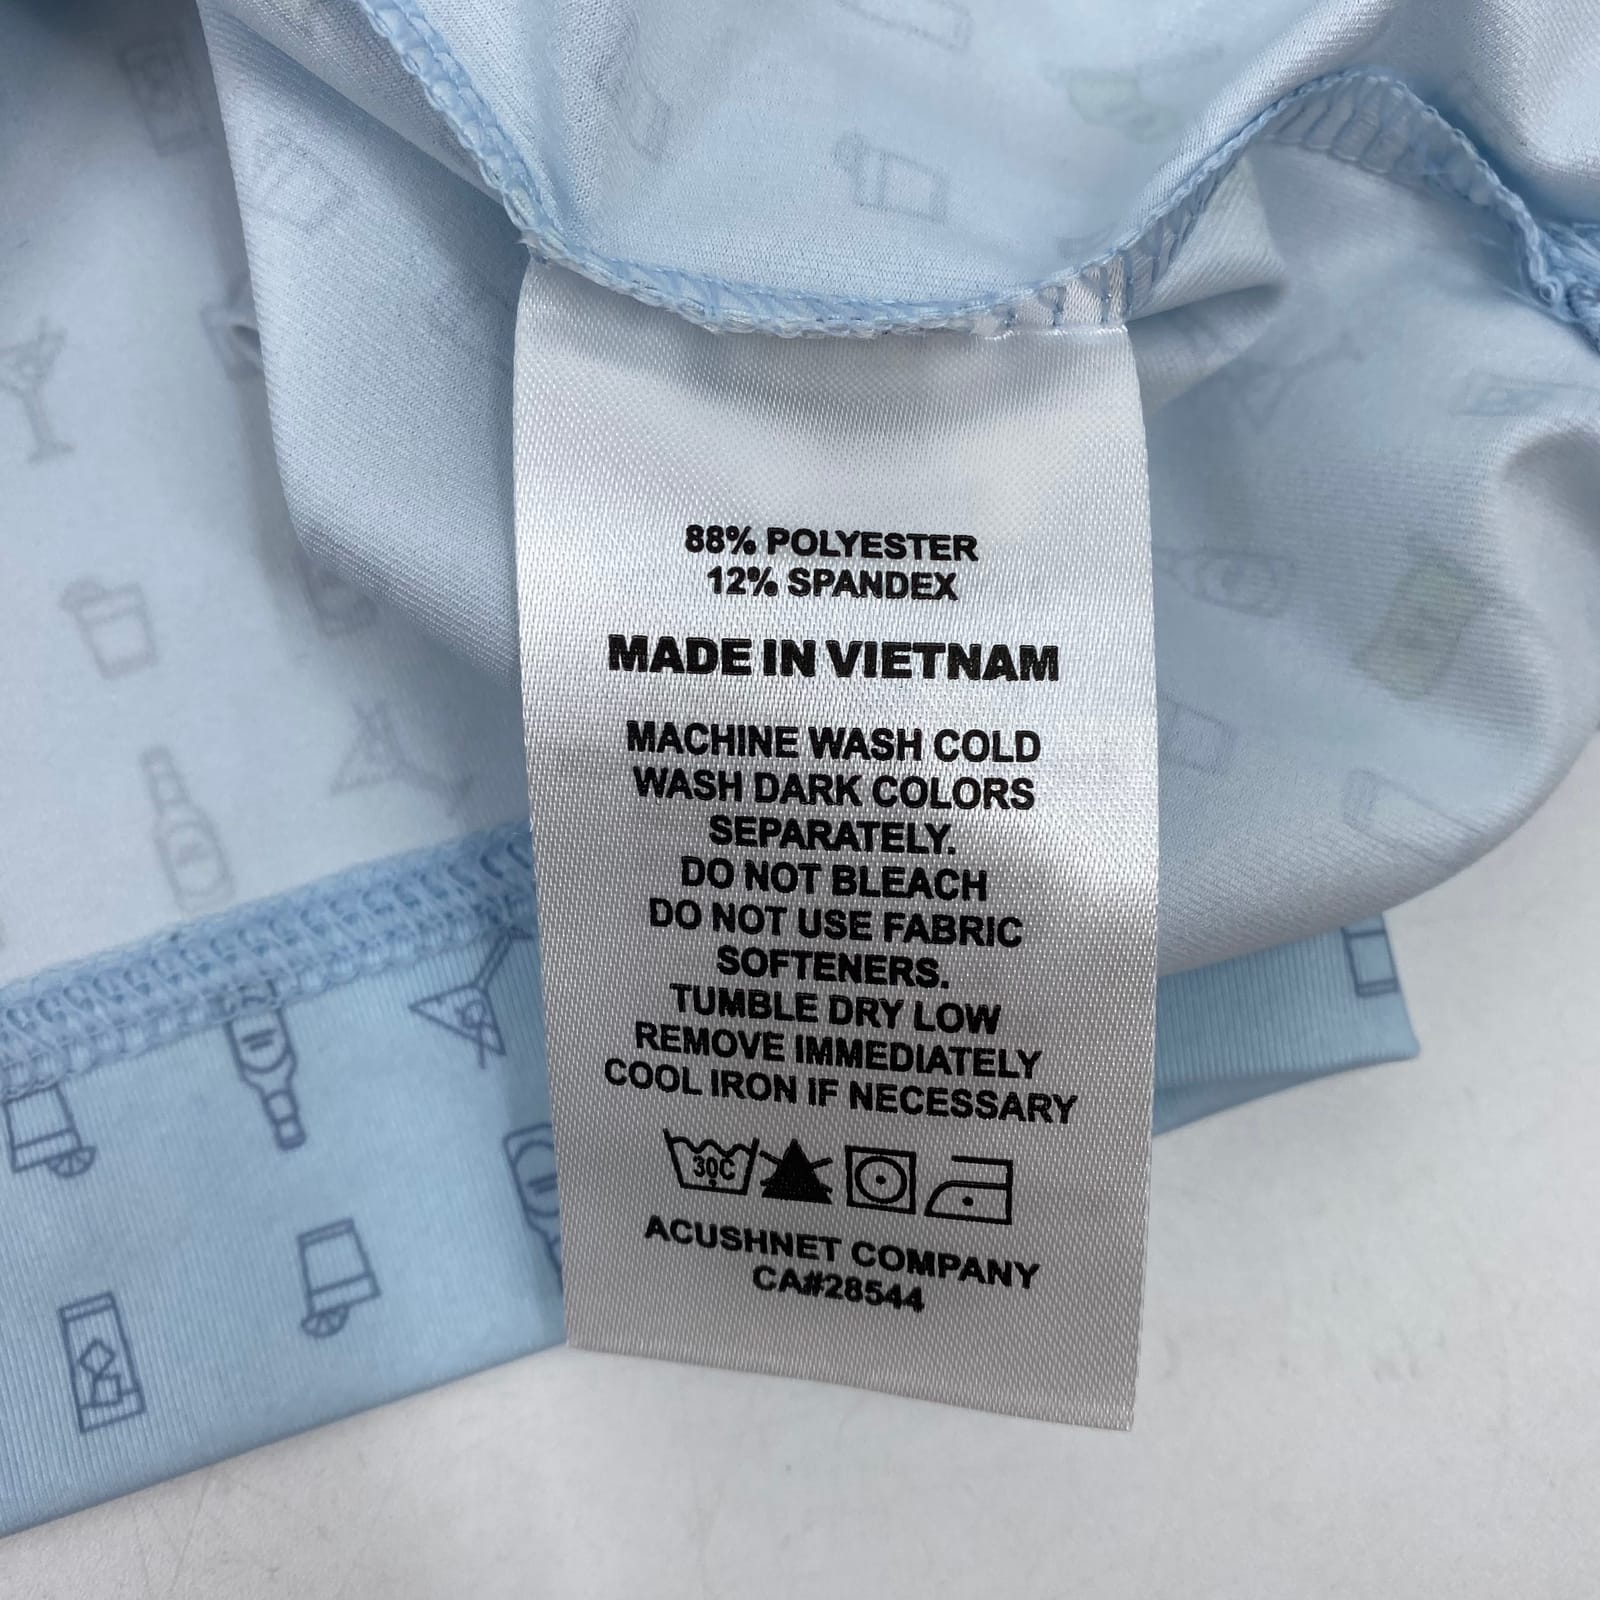 88% POLYESTER
12% SPANDEX
MADE IN VIETNAM
MACHINE WASH COLD
WASH DARK COLORS
SEPARATELY.
DO NOT BLEACH
DO NOT USE FABRIC
SOFTENERS.
TUMBLE DRY LOW
REMOVE IMMEDIATELY
COOL IRON IF NECESSARY
30C
ACUSHNET COMPANY
CA#28544